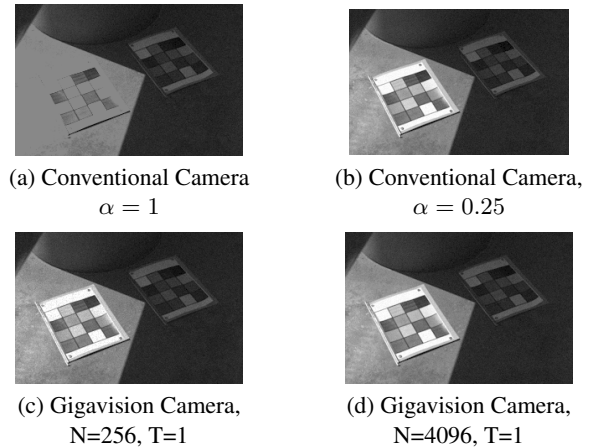 (a) Conventional Camera
α = 1
(b) Conventional Camera,
α = 0.25
(c) Gigavision Camera,
N=256, T=1
(d) Gigavision Camera,
N=4096, T=1